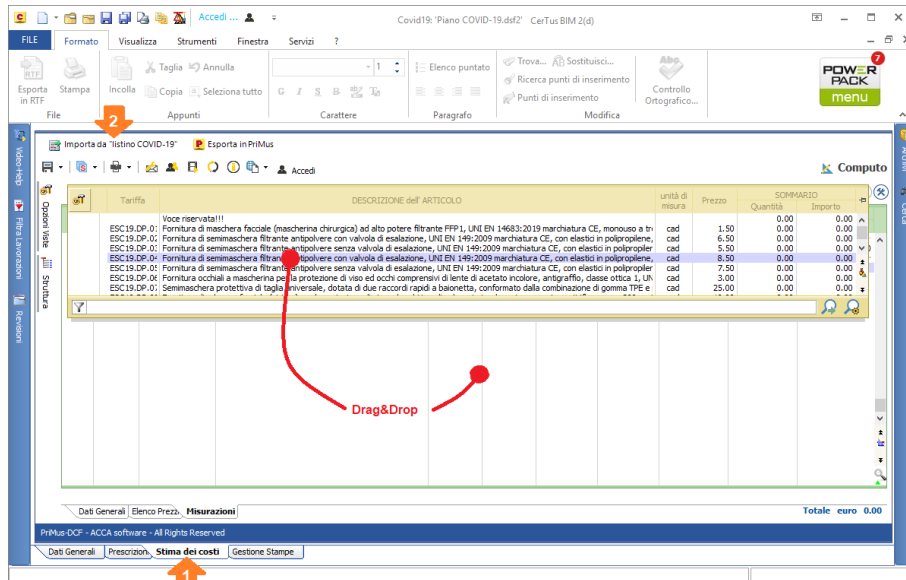 Accedi ...
Covid19: 'Piano COVID-19.dsf2' CerTus BIM 2(d)
FILE Formato Visualizza Strumenti Finestra Servizi ?
Esporta in RTF
Stampa
Incolla
Taglia Annulla
Copia Seleziona tutto
G I S
1
Elenco puntato
Trova... Sostituisci...
Ricerca punti di inserimento
Punti di inserimento
Abc
Controllo Ortografico...
POWER
PACK
menu
7
File Appunti Carattere Paragrafo Modifica
2
Importa da "listino COVID-19" Esporta in PriMus
Accedi
Computo
Video-Help
Filtra Lavorazioni
Revisioni
Opzioni Viste
Struttura
Tariffa DESCRIZIONE dell' ARTICOLO unità di misura Prezzo SOMMARIO
Quantità Importo
Voce riservata!!! 0.00 0.00
ESC19.DP.01 Fornitura di maschera facciale (mascherina chirurgica) ad alto potere filtrante FFP1, UNI EN 14683:2019 marchiatura CE, monouso a tr cad 1.50 0.00 0.00
ESC19.DP.02 Fornitura di semimaschera filtrante antipolvere con valvola di esalazione, UNI EN 149:2009 marchiatura CE, con elastici in polipropilene, cad 6.50 0.00 0.00
ESC19.DP.03 Fornitura di semimaschera filtrante antipolvere senza valvola di esalazione, UNI EN 149:2009 marchiatura CE, con elastici in polipropiler cad 5.50 0.00 0.00
ESC19.DP.04 Fornitura di semimaschera filtrante antipolvere con valvola di esalazione, UNI EN 149:2009 marchiatura CE, con elastici in polipropilene, cad 8.50 0.00 0.00
ESC19.DP.05 Fornitura di semimaschera filtrante antipolvere senza valvola di esalazione, UNI EN 149:2009 marchiatura CE, con elastici in polipropiler cad 7.50 0.00 0.00
ESC19.DP.06 Fornitura occhiali a mascherina per la protezione di viso ed occhi comprensivi di lente di acetato incolore, antigraffio, classe ottica 1, UN cad 3.00 0.00 0.00
ESC19.DP.07 Semimaschera protettiva di taglia universale, dotata di due raccordi rapidi a baionetta, conformato dalla combinazione di gomma TPE e cad 25.00 0.00 0.00
Drag&Drop
Dati Generali Elenco Prezzi Misurazioni
Totale euro 0.00
PriMus-DCF - ACCA software - All Rights Reserved
Dati Generali Prescrizion Stima dei costi Gestione Stampe
1